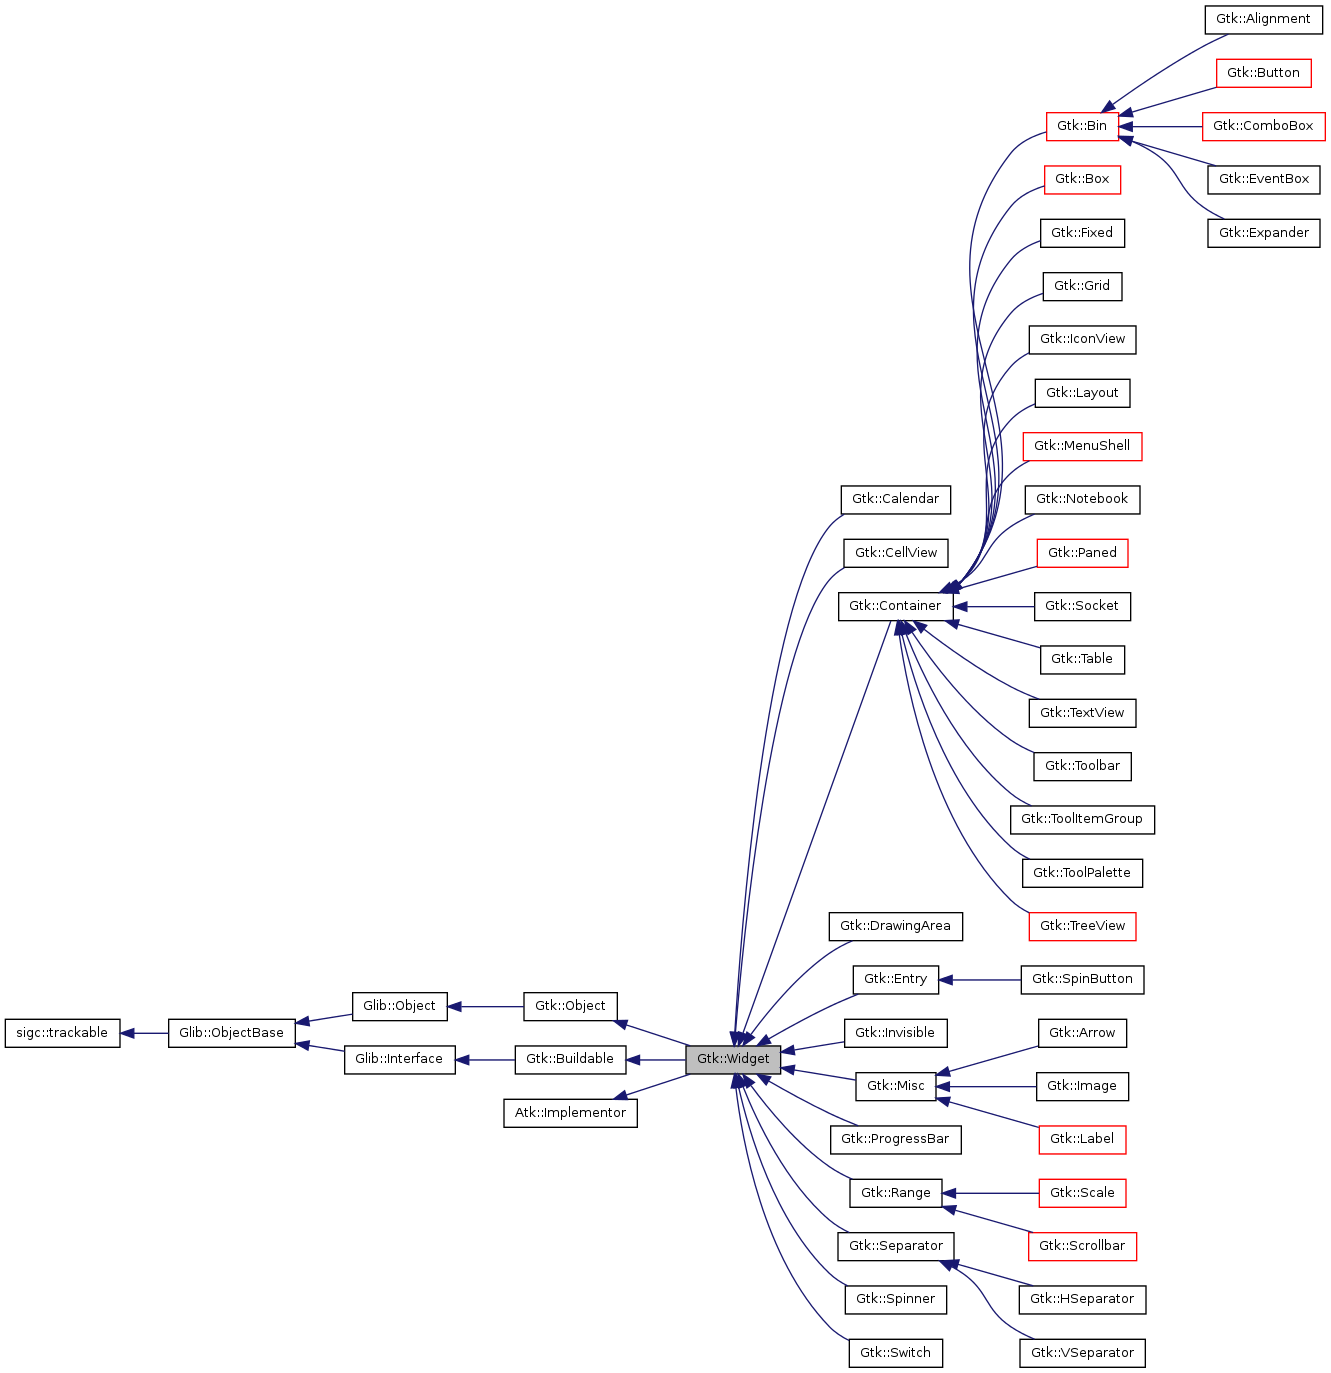 Gtk::Alignment
Gtk::Button
Gtk::Bin
Gtk::ComboBox
Gtk::Box
Gtk::EventBox
Gtk::Fixed
Gtk::Expander
Gtk::Grid
Gtk::IconView
Gtk::Layout
Gtk::MenuShell
Gtk::Calendar
Gtk::Notebook
Gtk::CellView
Gtk::Paned
Gtk::Container
Gtk::Socket
Gtk::Table
Gtk::TextView
Gtk::Toolbar
Gtk::ToolItemGroup
Gtk::ToolPalette
Gtk::DrawingArea
Gtk::TreeView
Gtk::Entry
Gtk::SpinButton
Glib::Object
Gtk::Object
sigc::trackable
Glib::ObjectBase
Gtk::Invisible
Gtk::Arrow
Glib::Interface
Gtk::Buildable
Gtk::Widget
Gtk::Misc
Gtk::Image
Atk::Implementor
Gtk::ProgressBar
Gtk::Label
Gtk::Range
Gtk::Scale
Gtk::Separator
Gtk::Scrollbar
Gtk::Spinner
Gtk::HSeparator
Gtk::Switch
Gtk::VSeparator